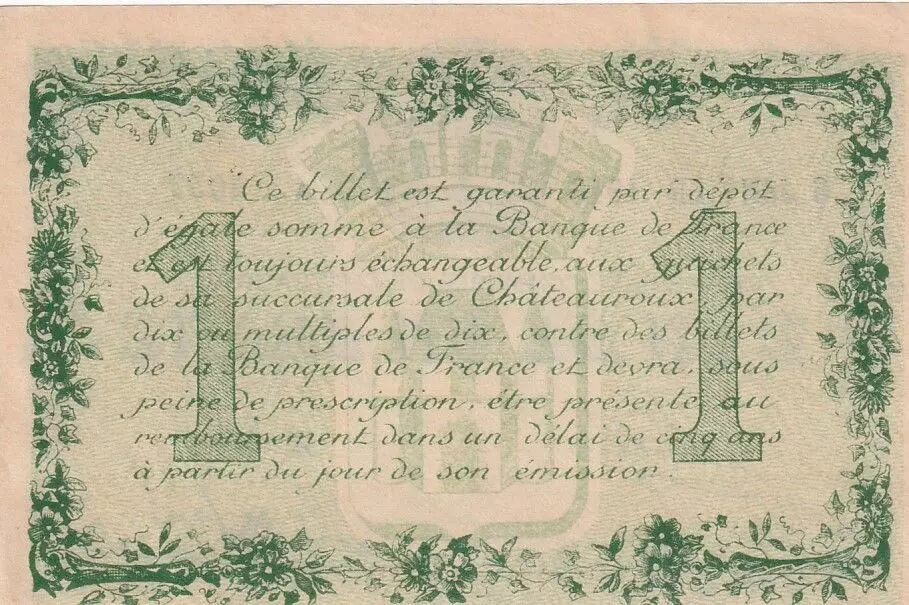 Ce billet est garanti par dépôt
d'égale somme à la Banque de France
et est toujours échangeable, aux guichets
de sa succursale de Châteauroux, par
dix ou multiples de dix, contre des billets
de la Banque de France et devra, sous
peine de prescription, être présenté au
remboursement dans un délai de cinq ans
à partir du jour de son émission.
1 1